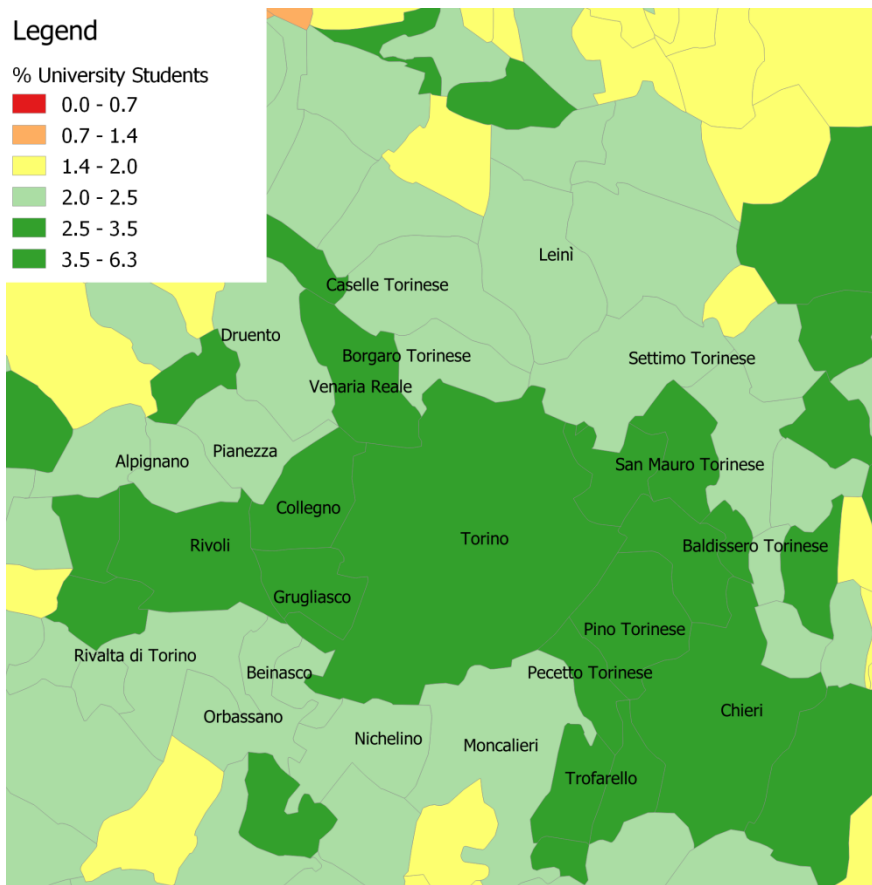 Legend
% University Students
0.0 - 0.7
0.7 - 1.4
1.4 - 2.0
2.0 - 2.5
2.5 - 3.5
3.5 - 6.3
Leinì
Caselle Torinese
Druento
Borgaro Torinese
Settimo Torinese
Venaria Reale
Pianezza
Alpignano
San Mauro Torinese
Collegno
Torino
Rivoli
Baldissero Torinese
Grugliasco
Pino Torinese
Rivalta di Torino
Beinasco
Pecetto Torinese
Chieri
Orbassano
Nichelino
Moncalieri
Trofarello